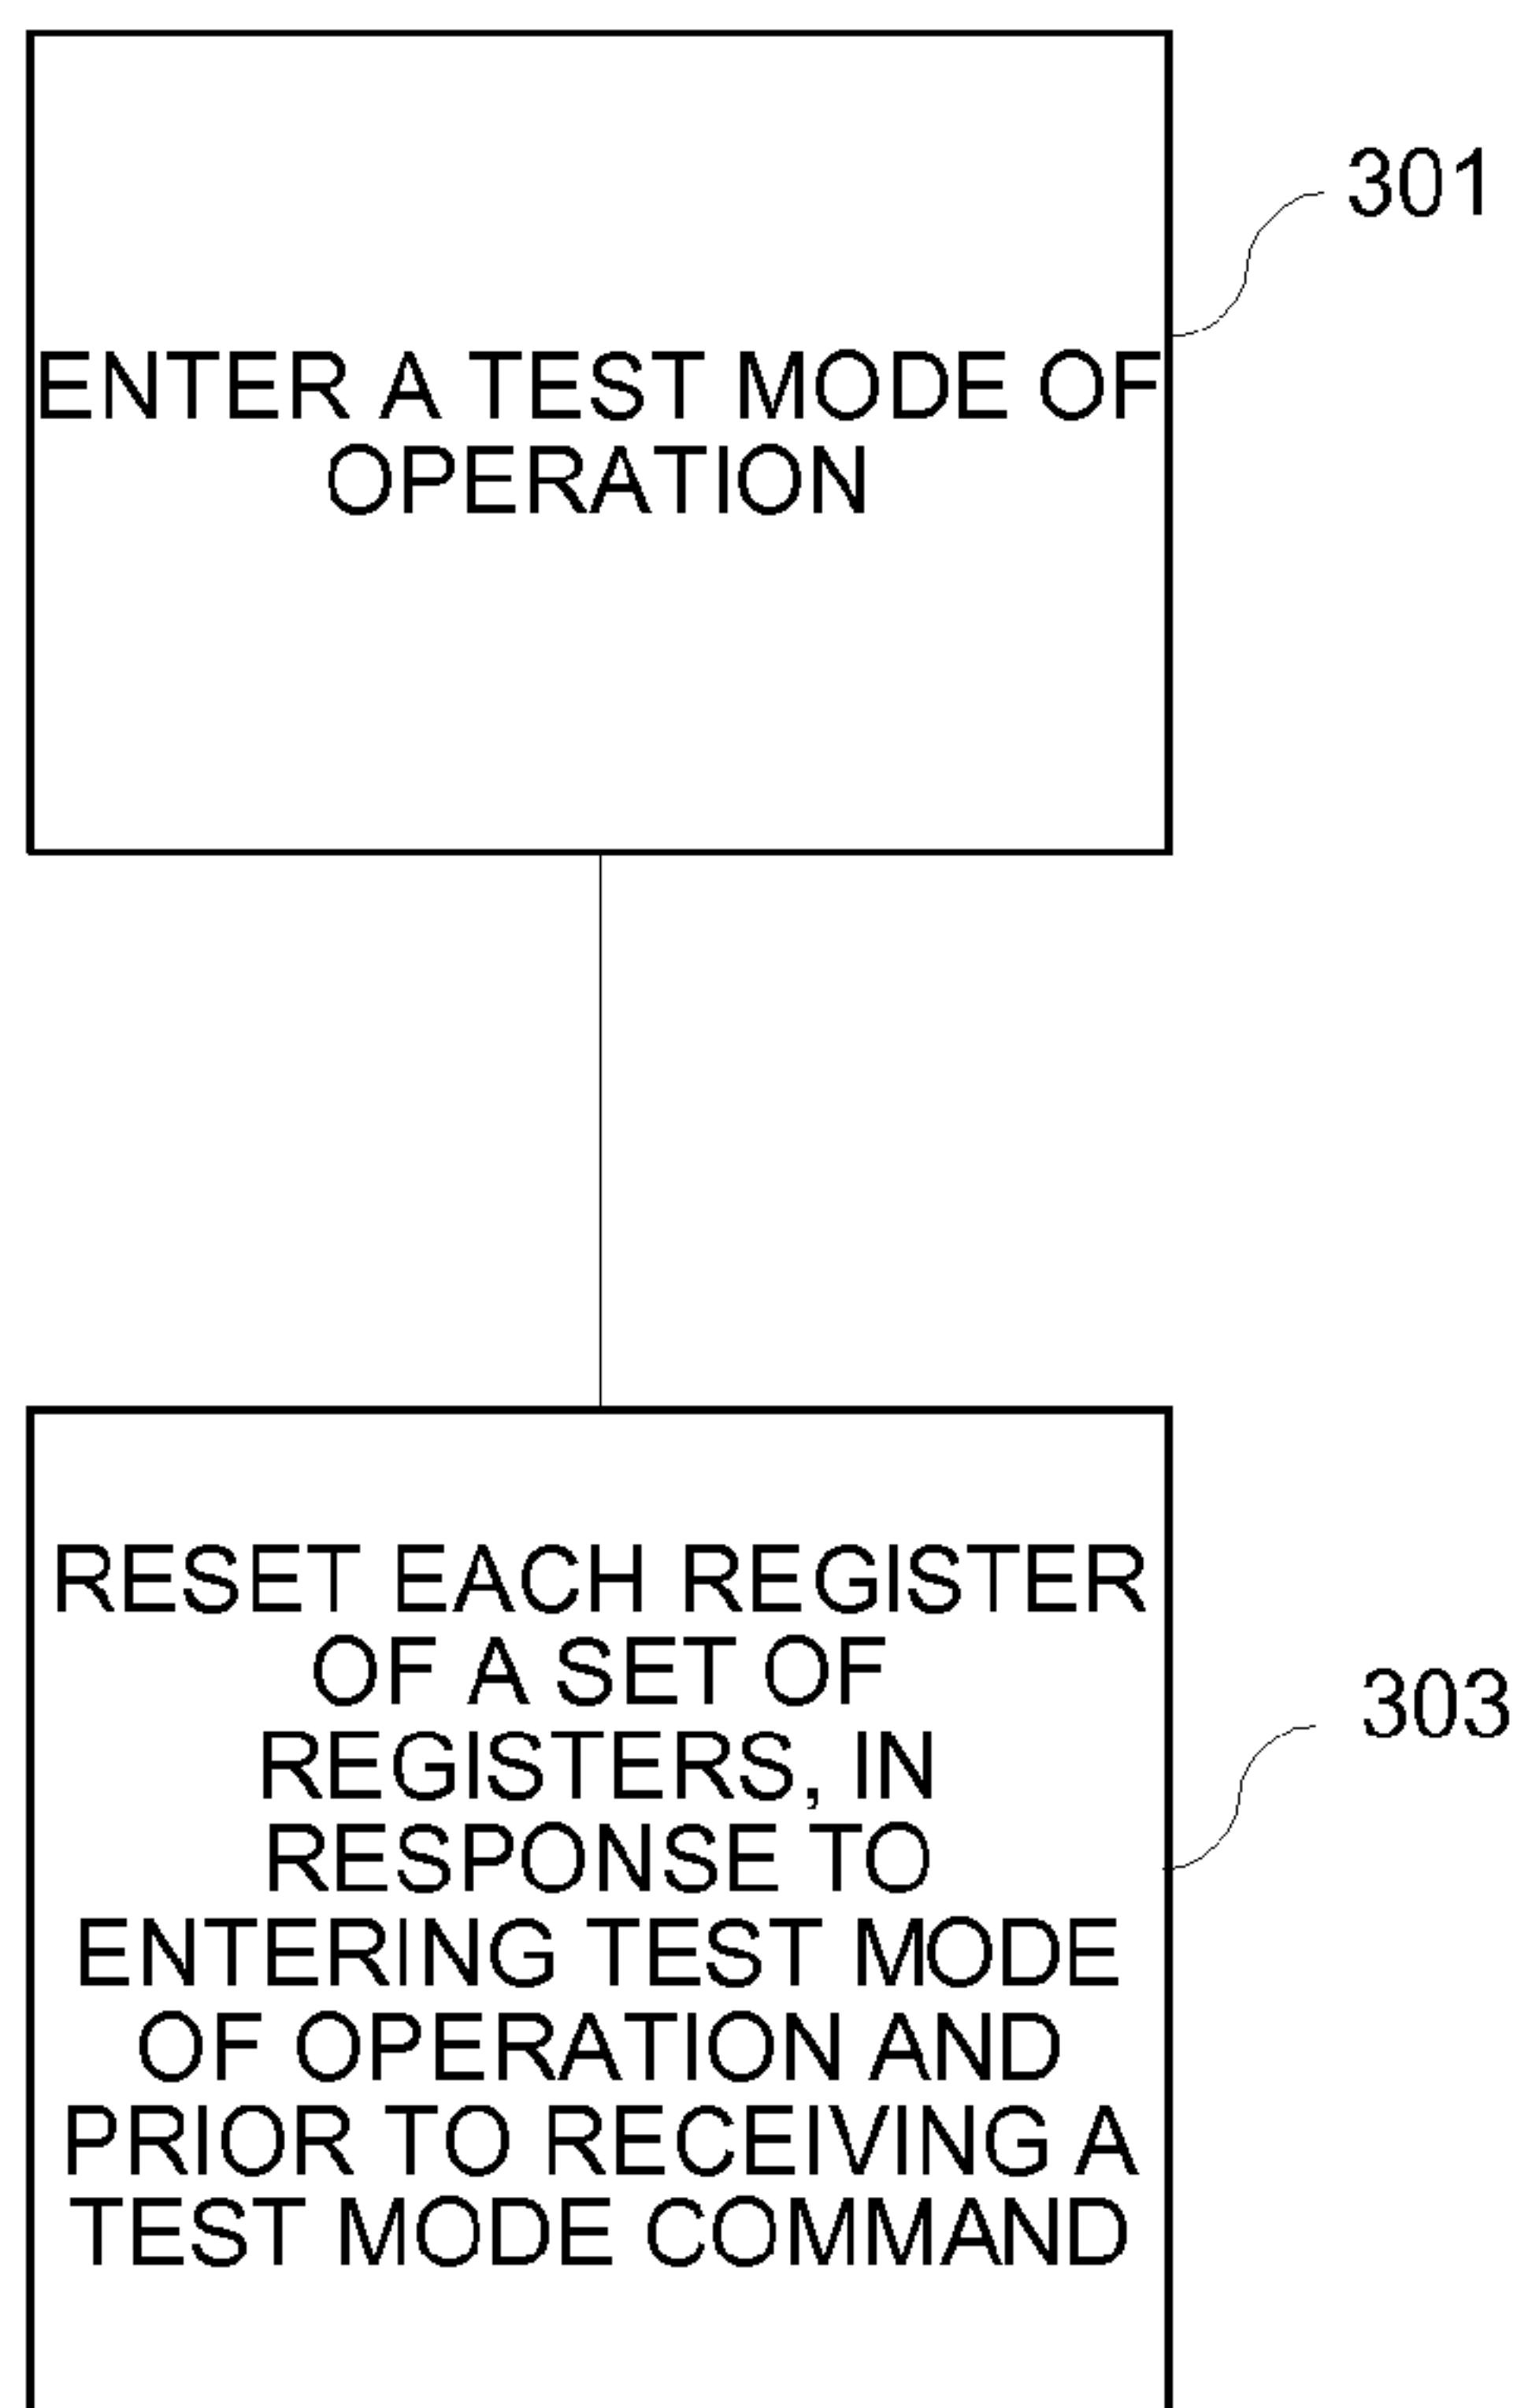 301
ENTER A TEST MODE OF
OPERATION
RESET EACH REGISTER
OF A SET OF
303
REGISTERS, IN
RESPONSE TO
ENTERING TEST MODE
OF OPERATION AND
PRIOR TO RECEIVING A
TEST MODE COMMAND